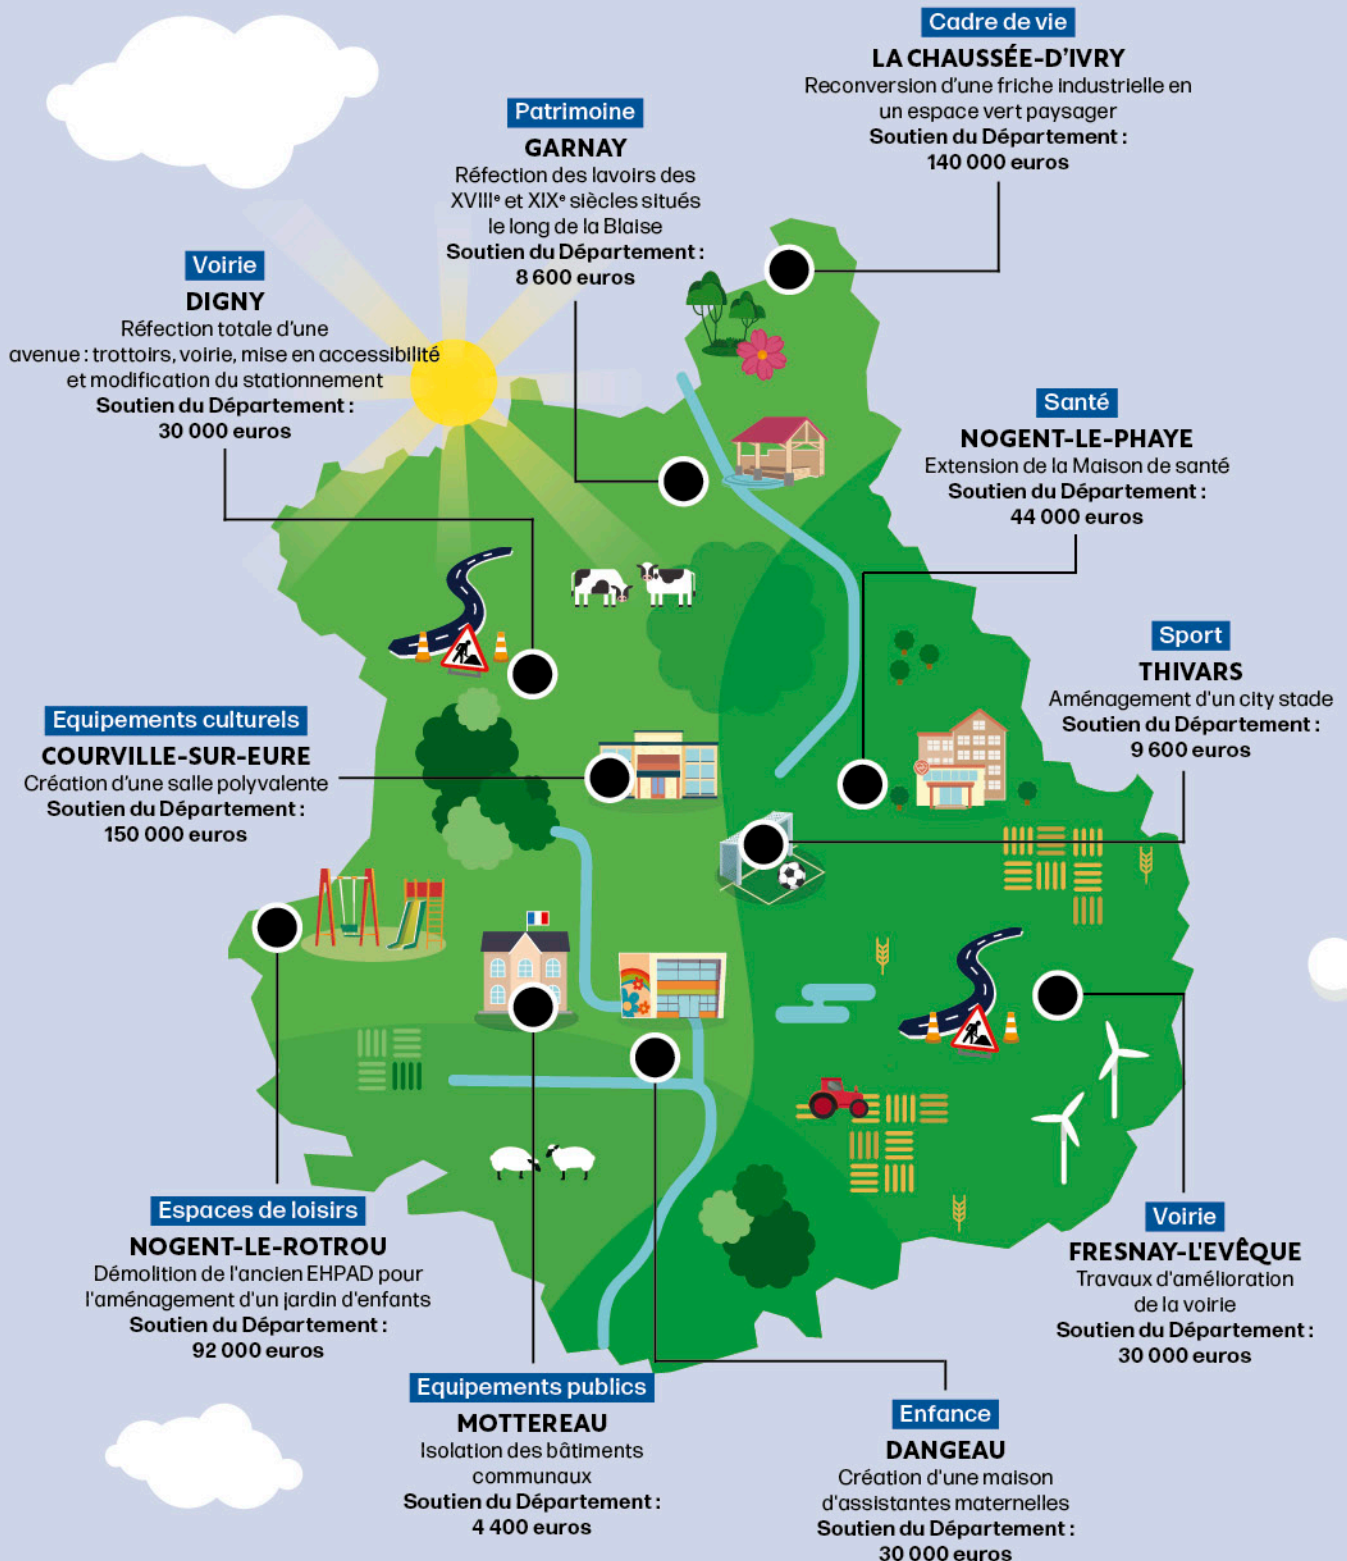 Cadre de vie
LA CHAUSSÉE-D'IVRY
Reconversion d'une friche industrielle en
un espace vert paysager
Soutien du Département :
140 000 euros
Patrimoine
GARNAY
Réfection des lavoirs des
XVIIIe et XIXe siècles situés
le long de la Blaise
Soutien du Département :
8 600 euros
Voirie
DIGNY
Réfection totale d'une
avenue : trottoirs, voirie, mise en accessibilité
et modification du stationnement
Soutien du Département :
30 000 euros
Santé
NOGENT-LE-PHAYE
Extension de la Maison de santé
Soutien du Département :
44 000 euros
Sport
THIVARS
Aménagement d'un city stade
Soutien du Département :
9 600 euros
Equipements culturels
COURVILLE-SUR-EURE
Création d'une salle polyvalente
Soutien du Département :
150 000 euros
Espaces de loisirs
NOGENT-LE-ROTROU
Démolition de l'ancien EHPAD pour
l'aménagement d'un jardin d'enfants
Soutien du Département :
92 000 euros
Voirie
FRESNAY-L'EVÊQUE
Travaux d'amélioration
de la voirie
Soutien du Département :
30 000 euros
Equipements publics
MOTTEREAU
Isolation des bâtiments
communaux
Soutien du Département :
4 400 euros
Enfance
DANGEAU
Création d'une maison
d'assistantes maternelles
Soutien du Département :
30 000 euros